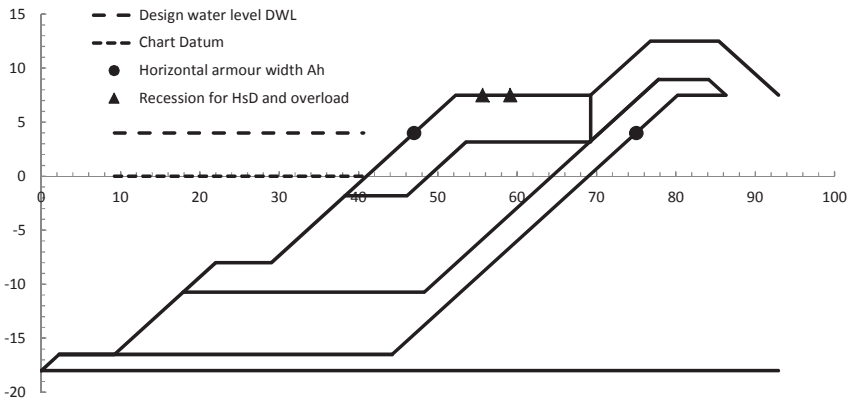 15
Design water level DWL
Chart Datum
10
Horizontal armour width Ah
Recession for HsD and overload
5
0
0 10 20 30 40 50 60 70 80 90 100
-5
-10
-15
-20